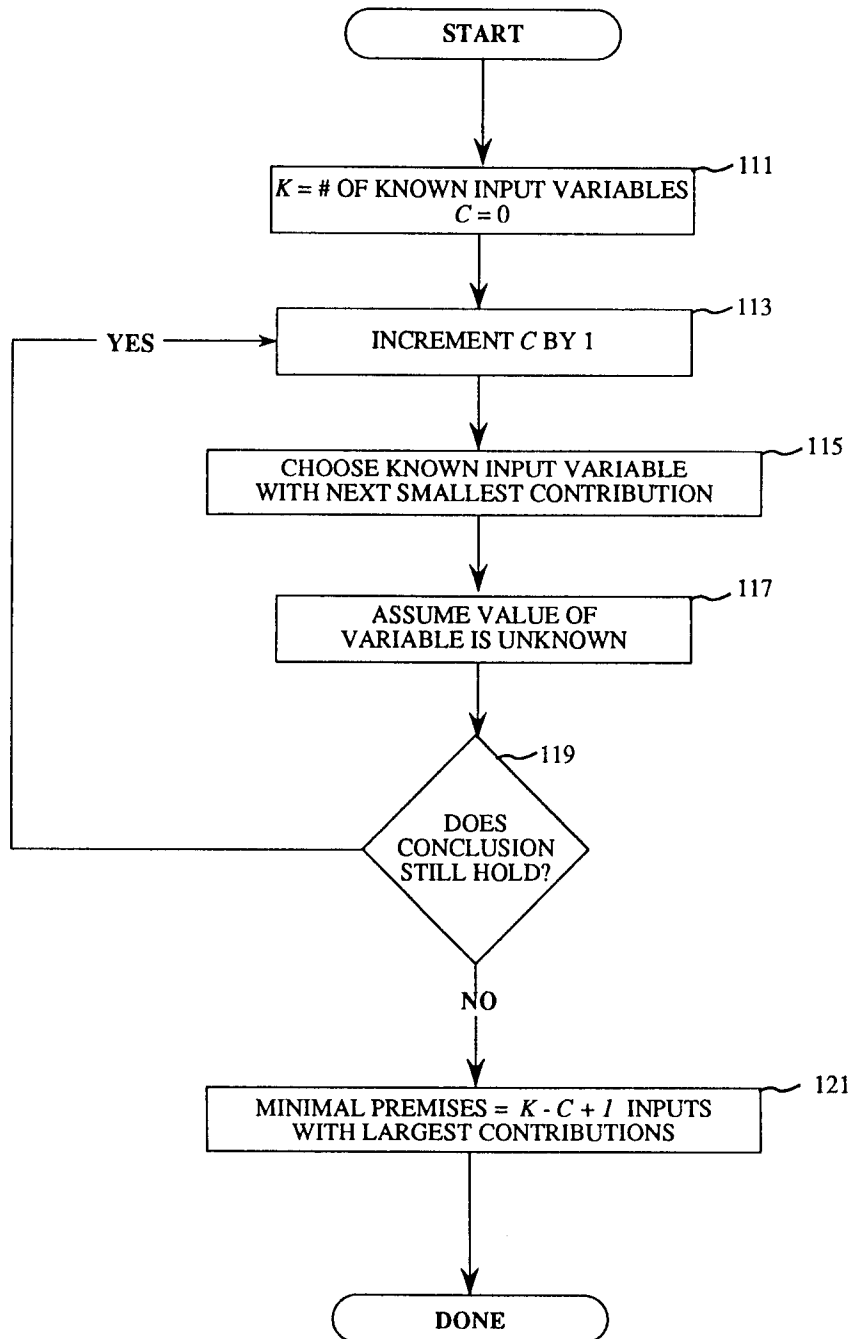 START
111
K = # OF KNOWN INPUT VARIABLES
C = 0
113
YES
INCREMENT C BY 1
115
CHOOSE KNOWN INPUT VARIABLE
WITH NEXT SMALLEST CONTRIBUTION
117
ASSUME VALUE OF
VARIABLE IS UNKNOWN
119
DOES
CONCLUSION
STILL HOLD?
NO
121
MINIMAL PREMISES = K - C + 1 INPUTS
WITH LARGEST CONTRIBUTIONS
DONE